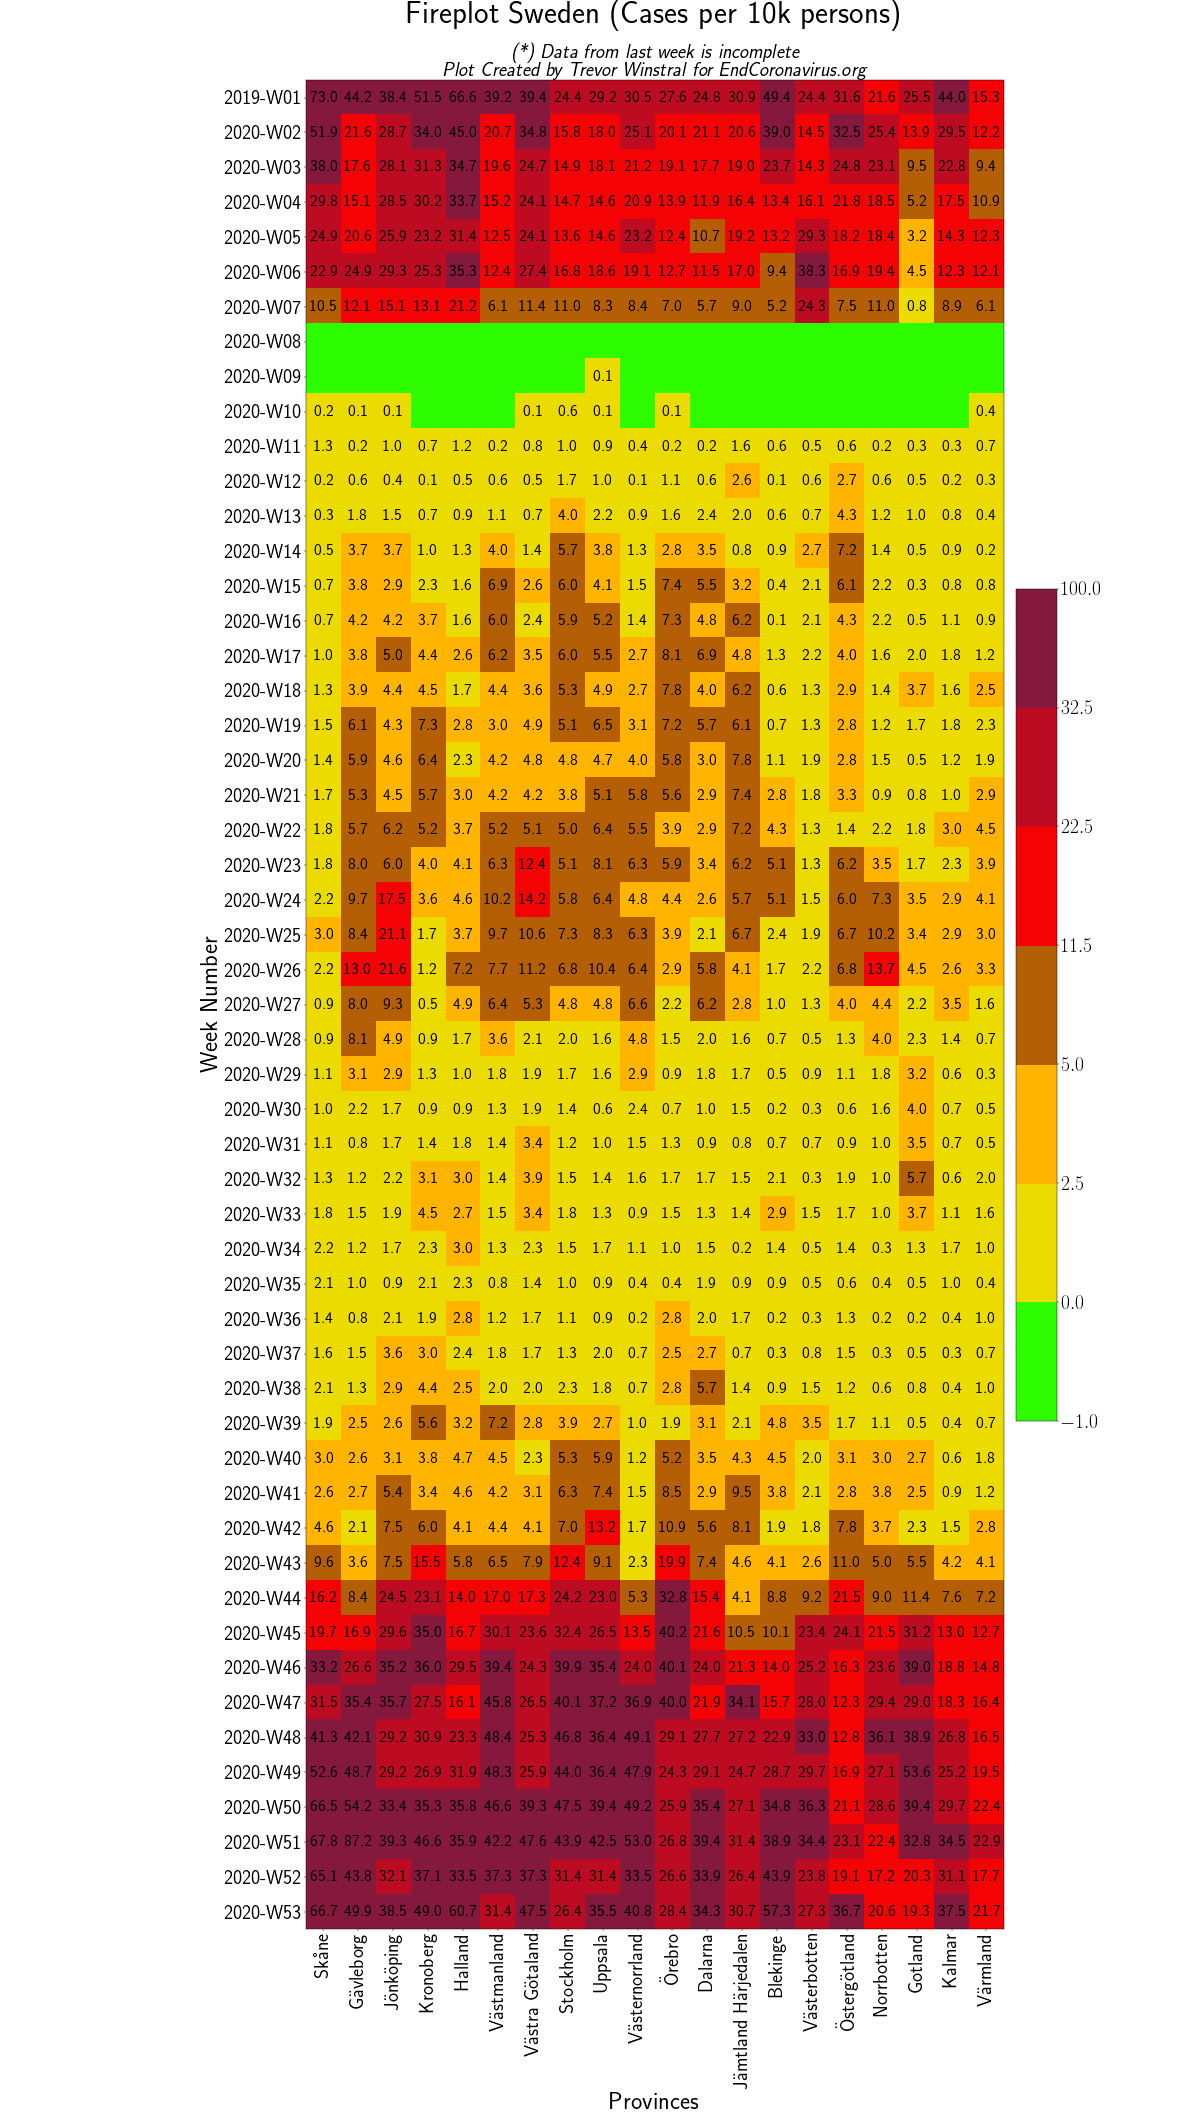 Fireplot Sweden (Cases per 10k persons)
(*) Data from last week is incomplete
Plot Created by Trevor Winstral for EndCoronavirus.org
2019-W01 73.0 44.2 38.4 51.5 66.6 39.2 39.4 24.4 29.2 30.5 27.6 24.8 30.9 49.4 24.4 31.6 21.6 25.5 44.0 15.3
2020-W02 51.9 21.6 28.7 34.0 45.0 20.7 34.8 15.8 18.0 25.1 20.1 21.1 20.6 39.0 14.5 32.5 25.4 13.9 29.5 12.2
2020-W03 38.0 17.6 28.1 31.3 34.7 19.6 24.7 14.9 18.1 21.2 19.1 17.7 19.0 23.7 14.3 24.8 23.1 9.5 22.8 9.4
2020-W04 29.8 15.1 28.5 30.2 33.7 15.2 24.1 14.7 14.6 20.9 13.9 11.9 16.4 13.4 16.1 21.8 18.5 5.2 17.5 10.9
2020-W05 24.9 20.6 25.9 23.2 31.4 12.5 24.1 13.6 14.6 23.2 12.4 10.7 19.2 13.2 29.3 18.2 18.4 3.2 14.3 12.3
2020-W06 22.9 24.9 29.3 25.3 35.3 12.4 27.4 16.8 18.6 19.1 12.7 11.5 17.0 9.4 38.3 16.9 19.4 4.5 12.3 12.1
2020-W07 10.5 12.1 15.1 13.1 21.2 6.1 11.4 11.0 8.3 8.4 7.0 5.7 9.0 5.2 24.3 7.5 11.0 0.8 8.9 6.1
2020-W08
2020-W09 0.1
2020-W10 0.2 0.1 0.1 0.1 0.6 0.1 0.1 0.4
2020-W11 1.3 0.2 1.0 0.7 1.2 0.2 0.8 1.0 0.9 0.4 0.2 0.2 1.6 0.6 0.5 0.6 0.2 0.3 0.3 0.7
2020-W12 0.2 0.6 0.4 0.1 0.5 0.6 0.5 1.7 1.0 0.1 1.1 0.6 2.6 0.1 0.6 2.7 0.6 0.5 0.2 0.3
2020-W13 0.3 1.8 1.5 0.7 0.9 1.1 0.7 4.0 2.2 0.9 1.6 2.4 2.0 0.6 0.7 4.3 1.2 1.0 0.8 0.4
2020-W14 0.5 3.7 3.7 1.0 1.3 4.0 1.4 5.7 3.8 1.3 2.8 3.5 0.8 0.9 2.7 7.2 1.4 0.5 0.9 0.2
2020-W15 0.7 3.8 2.9 2.3 1.6 6.9 2.6 6.0 4.1 1.5 7.4 5.5 3.2 0.4 2.1 6.1 2.2 0.3 0.8 0.8
2020-W16 0.7 4.2 4.2 3.7 1.6 6.0 2.4 5.9 5.2 1.4 7.3 4.8 6.2 0.1 2.1 4.3 2.2 0.5 1.1 0.9
2020-W17 1.0 3.8 5.0 4.4 2.6 6.2 3.5 6.0 5.5 2.7 8.1 6.9 4.8 1.3 2.2 4.0 1.6 2.0 1.8 1.2
2020-W18 1.3 3.9 4.4 4.5 1.7 4.4 3.6 5.3 4.9 2.7 7.8 4.0 6.2 0.6 1.3 2.9 1.4 3.7 1.6 2.5
2020-W19 1.5 6.1 4.3 7.3 2.8 3.0 4.9 5.1 6.5 3.1 7.2 5.7 6.1 0.7 1.3 2.8 1.2 1.7 1.8 2.3
2020-W20 1.4 5.9 4.6 6.4 2.3 4.2 4.8 4.8 4.7 4.0 5.8 3.0 7.8 1.1 1.9 2.8 1.5 0.5 1.2 1.9
2020-W21 1.7 5.3 4.5 5.7 3.0 4.2 4.2 3.8 5.1 5.8 5.6 2.9 7.4 2.8 1.8 3.3 0.9 0.8 1.0 2.9
2020-W22 1.8 5.7 6.2 5.2 3.7 5.2 5.1 5.0 6.4 5.5 3.9 2.9 7.2 4.3 1.3 1.4 2.2 1.8 3.0 4.5
2020-W23 1.8 8.0 6.0 4.0 4.1 6.3 12.4 5.1 8.1 6.3 5.9 3.4 6.2 5.1 1.3 6.2 3.5 1.7 2.3 3.9
2020-W24 2.2 9.7 17.5 3.6 4.6 10.2 14.2 5.8 6.4 4.8 4.4 2.6 5.7 5.1 1.5 6.0 7.3 3.5 2.9 4.1
2020-W25 3.0 8.4 21.1 1.7 3.7 9.7 10.6 7.3 8.3 6.3 3.9 2.1 6.7 2.4 1.9 6.7 10.2 3.4 2.9 3.0
2020-W26 2.2 13.0 21.6 1.2 7.2 7.7 11.2 6.8 10.4 6.4 2.9 5.8 4.1 1.7 2.2 6.8 13.7 4.5 2.6 3.3
2020-W27 0.9 8.0 9.3 0.5 4.9 6.4 5.3 4.8 4.8 6.6 2.2 6.2 2.8 1.0 1.3 4.0 4.4 2.2 3.5 1.6
2020-W28 0.9 8.1 4.9 0.9 1.7 3.6 2.1 2.0 1.6 4.8 1.5 2.0 1.6 0.7 0.5 1.3 4.0 2.3 1.4 0.7
2020-W29 1.1 3.1 2.9 1.3 1.0 1.8 1.9 1.7 1.6 2.9 0.9 1.8 1.7 0.5 0.9 1.1 1.8 3.2 0.6 0.3
2020-W30 1.0 2.2 1.7 0.9 0.9 1.3 1.9 1.4 0.6 2.4 0.7 1.0 1.5 0.2 0.3 0.6 1.6 4.0 0.7 0.5
2020-W31 1.1 0.8 1.7 1.4 1.8 1.4 3.4 1.2 1.0 1.5 1.3 0.9 0.8 0.7 0.7 0.9 1.0 3.5 0.7 0.5
2020-W32 1.3 1.2 2.2 3.1 3.0 1.4 3.9 1.5 1.4 1.6 1.7 1.7 1.5 2.1 0.3 1.9 1.0 5.7 0.6 2.0
2020-W33 1.8 1.5 1.9 4.5 2.7 1.5 3.4 1.8 1.3 0.9 1.5 1.3 1.4 2.9 1.5 1.7 1.0 3.7 1.1 1.6
2020-W34 2.2 1.2 1.7 2.3 3.0 1.3 2.3 1.5 1.7 1.1 1.0 1.5 0.2 1.4 0.5 1.4 0.3 1.3 1.7 1.0
2020-W35 2.1 1.0 0.9 2.1 2.3 0.8 1.4 1.0 0.9 0.4 0.4 1.9 0.9 0.9 0.5 0.6 0.4 0.5 1.0 0.4
2020-W36 1.4 0.8 2.1 1.9 2.8 1.2 1.7 1.1 0.9 0.2 2.8 2.0 1.7 0.2 0.3 1.3 0.2 0.2 0.4 1.0
2020-W37 1.6 1.5 3.6 3.0 2.4 1.8 1.7 1.3 2.0 0.7 2.5 2.7 0.7 0.3 0.8 1.5 0.3 0.5 0.3 0.7
2020-W38 2.1 1.3 2.9 4.4 2.5 2.0 2.0 2.3 1.8 0.7 2.8 5.7 1.4 0.9 1.5 1.2 0.6 0.8 0.4 1.0
2020-W39 1.9 2.5 2.6 5.6 3.2 7.2 2.8 3.9 2.7 1.0 1.9 3.1 2.1 4.8 3.5 1.7 1.1 0.5 0.4 0.7
2020-W40 3.0 2.6 3.1 3.8 4.7 4.5 2.3 5.3 5.9 1.2 5.2 3.5 4.3 4.5 2.0 3.1 3.0 2.7 0.6 1.8
2020-W41 2.6 2.7 5.4 3.4 4.6 4.2 3.1 6.3 7.4 1.5 8.5 2.9 9.5 3.8 2.1 2.8 3.8 2.5 0.9 1.2
2020-W42 4.6 2.1 7.5 6.0 4.1 4.4 4.1 7.0 13.2 1.7 10.9 5.6 8.1 1.9 1.8 7.8 3.7 2.3 1.5 2.8
2020-W43 9.6 3.6 7.5 15.5 5.8 6.5 7.9 12.4 9.1 2.3 19.9 7.4 4.6 4.1 2.6 11.0 5.0 5.5 4.2 4.1
2020-W44 16.2 8.4 24.5 23.1 14.0 17.0 17.3 24.2 23.0 5.3 32.8 15.4 4.1 8.8 9.2 21.5 9.0 11.4 7.6 7.2
2020-W45 19.7 16.9 29.6 35.0 16.7 30.1 23.6 32.4 26.5 13.5 40.2 21.6 10.5 10.1 23.4 24.1 21.5 31.2 13.0 12.7
2020-W46 33.2 26.6 35.2 36.0 29.5 39.4 24.3 39.9 35.4 24.0 40.1 24.0 21.3 14.0 25.2 16.3 23.6 39.0 18.8 14.8
2020-W47 31.5 35.4 35.7 27.5 16.1 45.8 26.5 40.1 37.2 36.9 40.0 21.9 34.1 15.7 28.0 12.3 29.4 29.0 18.3 16.4
2020-W48 41.3 42.1 29.2 30.9 23.3 48.4 25.3 46.8 36.4 49.1 29.1 27.7 27.2 22.9 33.0 12.8 36.1 38.9 26.8 16.5
2020-W49 52.6 48.7 29.2 26.9 31.9 48.3 25.9 44.0 36.4 47.9 24.3 29.1 24.7 28.7 29.7 16.9 27.1 53.6 25.2 19.5
2020-W50 66.5 54.2 33.4 35.3 35.8 46.6 39.3 47.5 39.4 49.2 25.9 35.4 27.1 34.8 36.3 21.1 28.6 39.4 29.7 22.4
2020-W51 67.8 87.2 39.3 46.6 35.9 42.2 47.6 43.9 42.5 53.0 26.8 39.4 31.4 38.9 34.4 23.1 22.4 32.8 34.5 22.9
2020-W52 65.1 43.8 32.1 37.1 33.5 37.3 37.3 31.4 31.4 33.5 26.6 33.9 26.4 43.9 23.8 19.1 17.2 20.3 31.1 17.7
2020-W53 66.7 49.9 38.5 49.0 60.7 31.4 47.5 26.4 35.5 40.8 28.4 34.3 30.7 57.3 27.3 36.7 20.6 19.3 37.5 21.7
Week Number
Skåne Gävleborg Jönköping Kronoberg Halland Västmanland Västra Götaland Stockholm Uppsala Västernorrland Örebro Dalarna Jämtland Härjedalen Blekinge Västerbotten Östergötland Norrbotten Gotland Kalmar Värmland
Provinces
100.0
32.5
22.5
11.5
5.0
2.5
0.0
−1.0